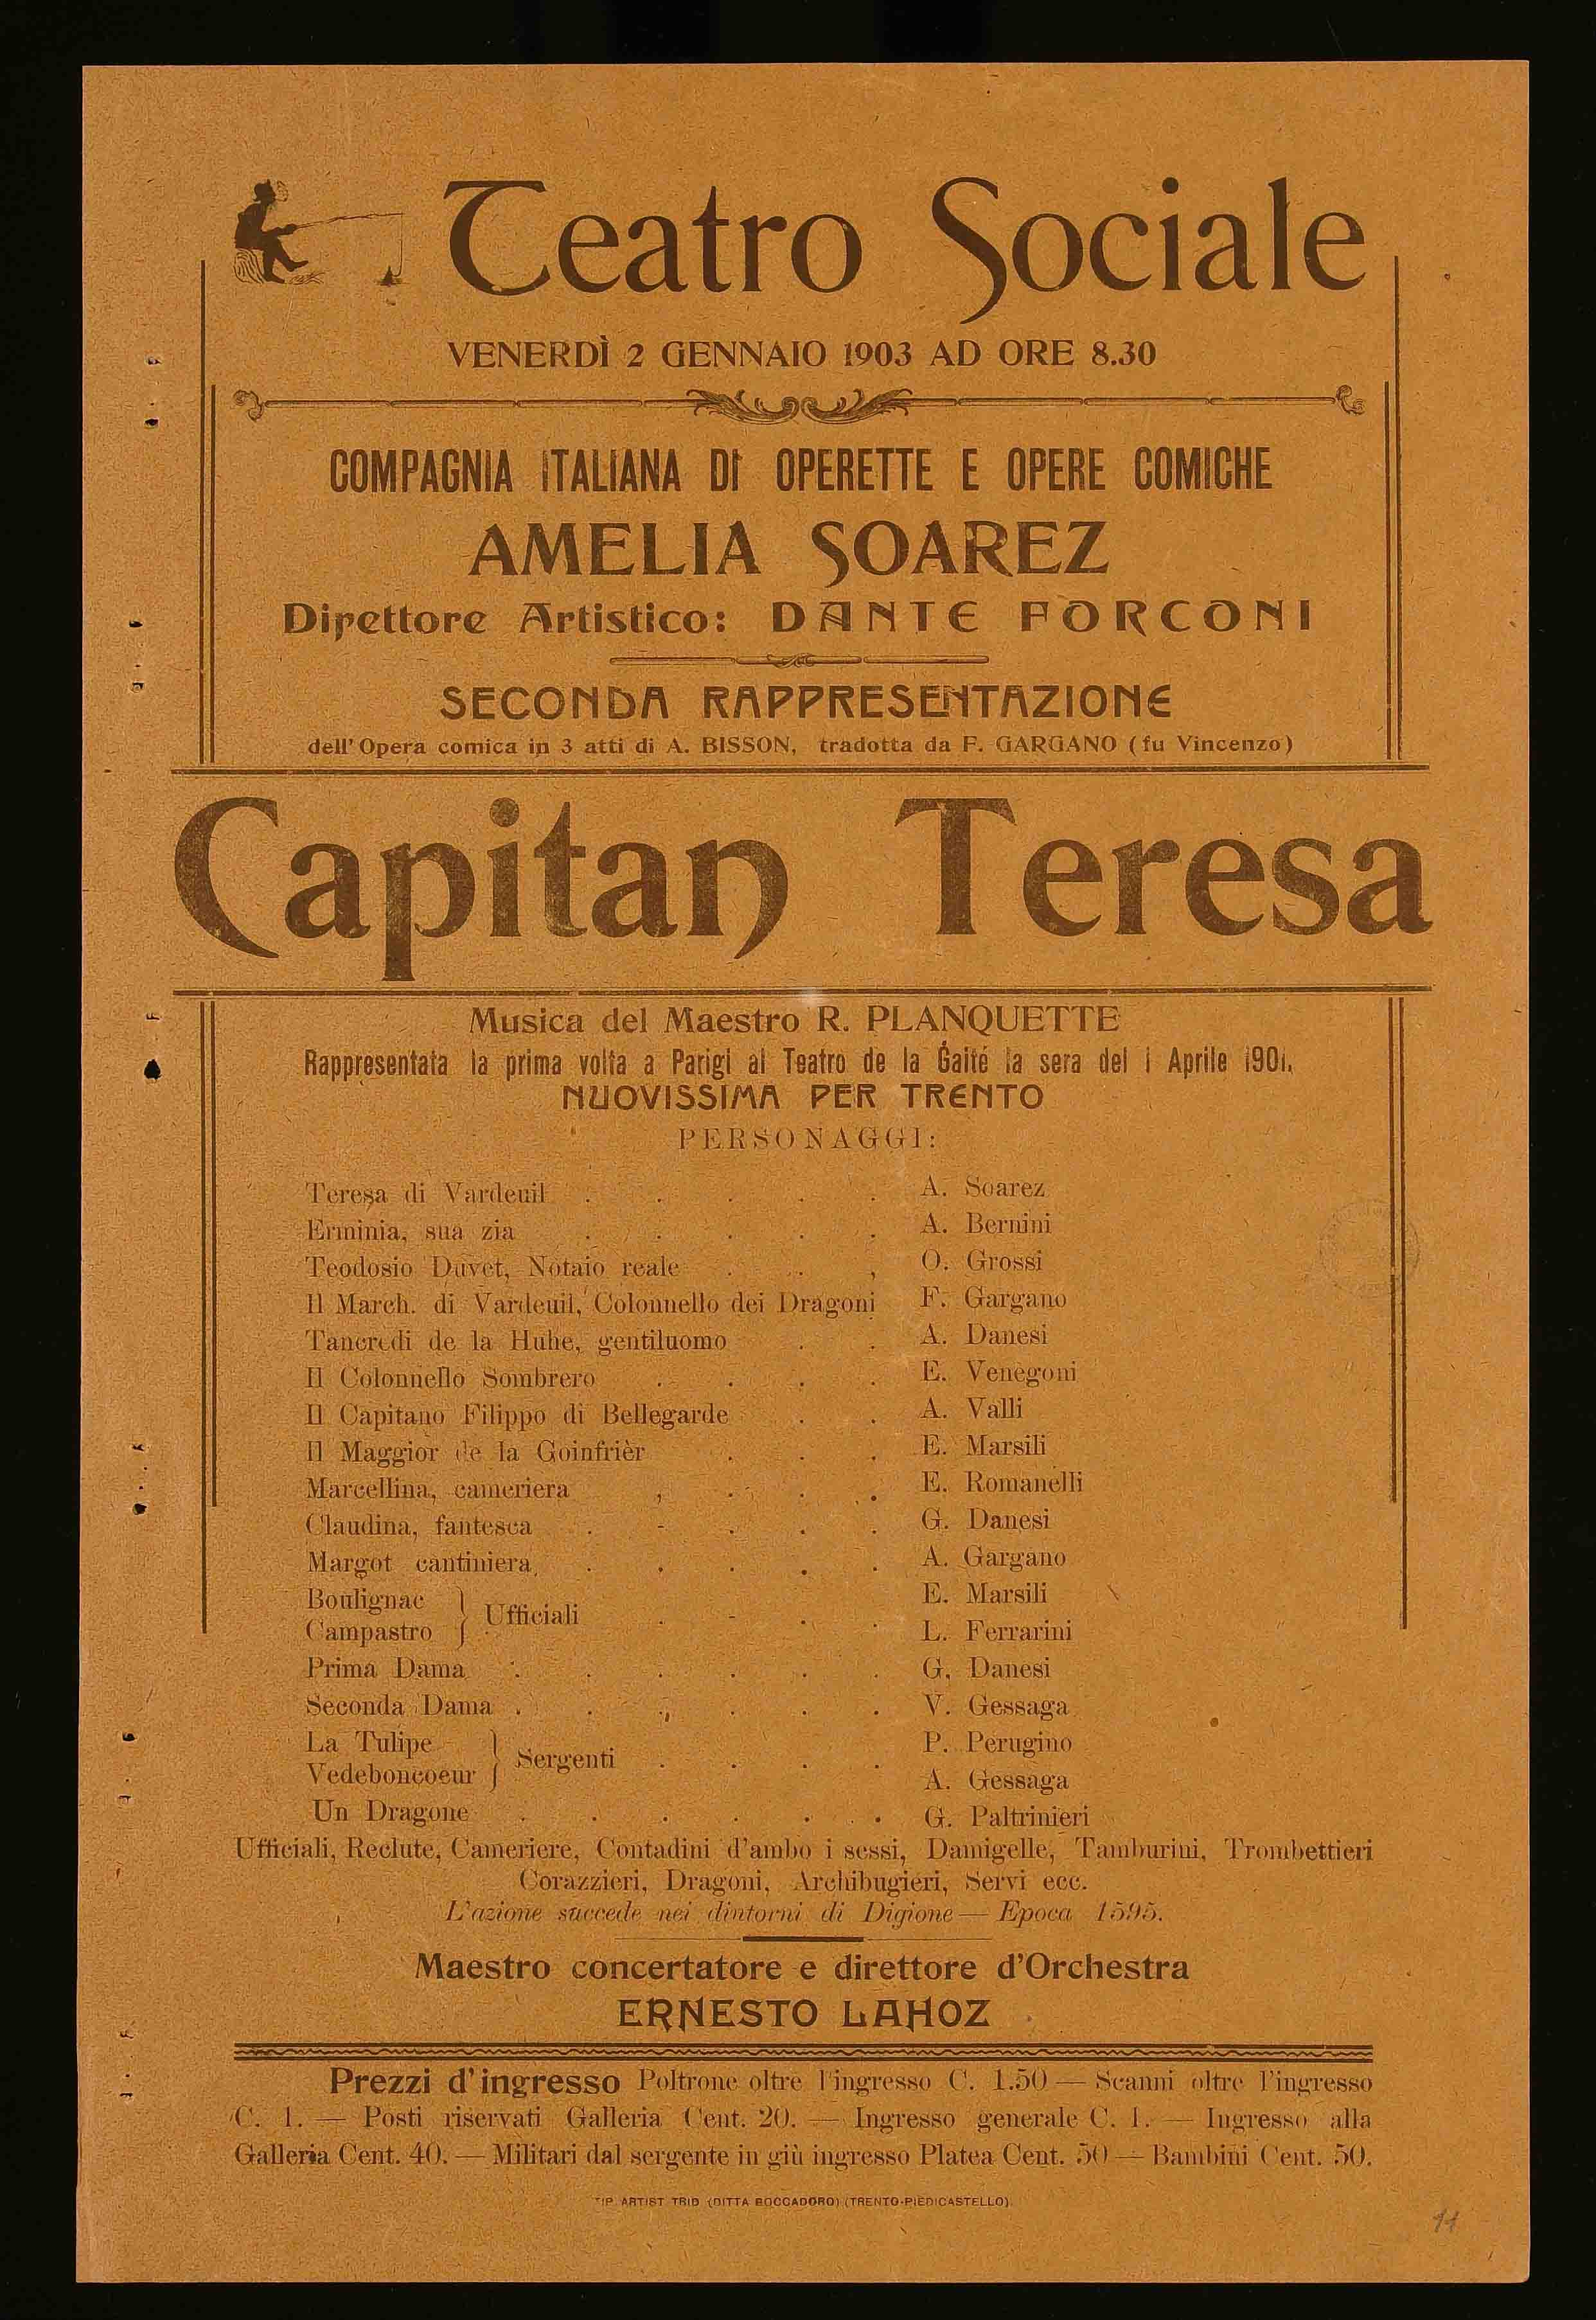 Teatro Sociale
VENERDÌ 2 GENNAIO 1903 AD ORE 8.30
COMPAGNIA ITALIANA DI OPERETTE E OPERE COMICHE
AMELIA SOAREZ
Direttore Artistico: DANTE FORCONI
SECONDA RAPPRESENTAZIONE
dell'Opera comica in 3 atti di A. BISSON, tradotta da F. GARGANO (fu Vincenzo)
Capitan Teresa
Musica del Maestro R. PLANQUETTE
Rappresentata la prima volta a Parigi al Teatro de la Gaité la sera del 1 Aprile 1901.
NUOVISSIMA PER TRENTO
PERSONAGGI:
Teresa di Vardeuil . . . . . A. Soarez
Erminia, sua zia . . . . . A. Bernini
Teodosio Duvet, Notaio reale . . , O. Grossi
Il March. di Vardeuil, Colonnello dei Dragoni F. Gargano
Tancredi de la Huhe, gentiluomo . . A. Danesi
Il Colonnello Sombrero . . . . E. Venegoni
Il Capitano Filippo di Bellegarde . . A. Valli
Il Maggior de la Goinfrièr . . . E. Marsili
Marcellina, cameriera , . . . E. Romanelli
Claudina, fantesca . - . . . G. Danesi
Margot cantiniera, . . . . . A. Gargano
Boulignac } Ufficiali E. Marsili
Campastro } . - . . L. Ferrarini
Prima Dama . . . . . . G, Danesi
Seconda Dama . . . . . . V. Gessaga
La Tulipe } Sergenti . . . . P. Perugino
Vedeboncoeur } A. Gessaga
Un Dragone . . . . . . G. Paltrinieri
Ufficiali, Reclute, Cameriere, Contadini d'ambo i sessi, Damigelle, Tamburini, Trombettieri
Corazzieri, Dragoni, Archibugieri, Servi ecc.
L'azione succede nei dintorni di Digione — Epoca 1595.
Maestro concertatore e direttore d'Orchestra
ERNESTO LAHOZ
Prezzi d'ingresso Poltrone oltre l'ingresso C. 1.50 — Scanni oltre l'ingresso
C. 1. — Posti riservati Galleria Cent. 20. — Ingresso generale C. 1. — Ingresso alla
Galleria Cent. 40. — Militari dal sergente in giù ingresso Platea Cent. 50 — Bambini Cent. 50.
TIP. ARTIST TRID (DITTA BOCCADORO) (TRENTO-PIEDICASTELLO).
11